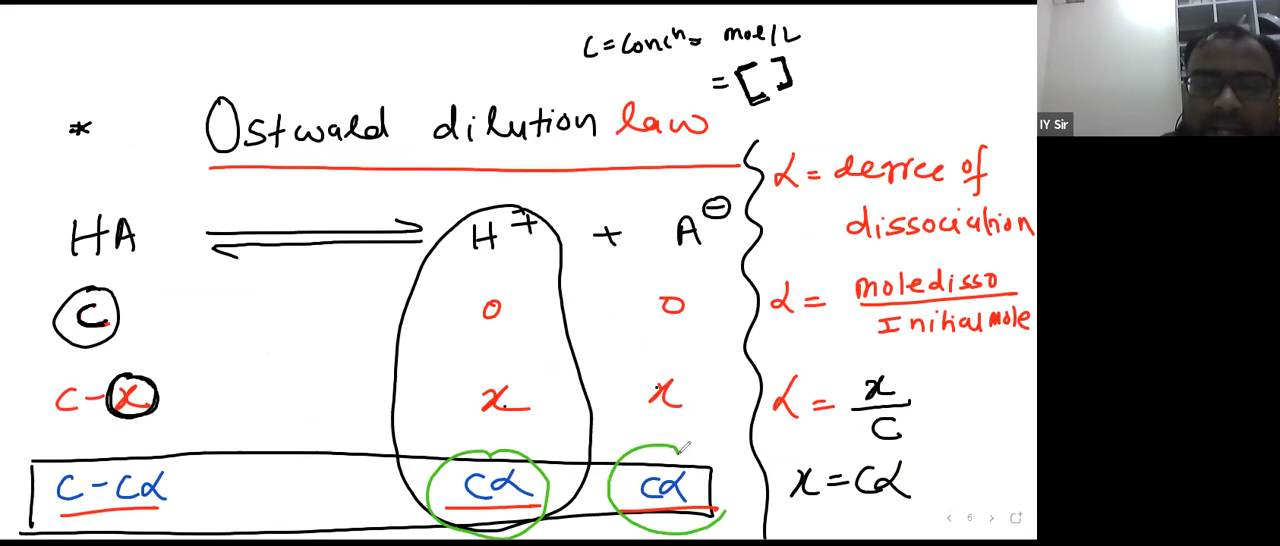 C = Concn = mol/L
= [ ]
* Ostwald dilution law
HA ⇌ H+ + A⊖
C 0 0
C-x x x
C-Cα Cα Cα
α = degree of
dissociation
α = mole disso / Initial mole
α = x / C
x = Cα
IY Sir
< 6 >